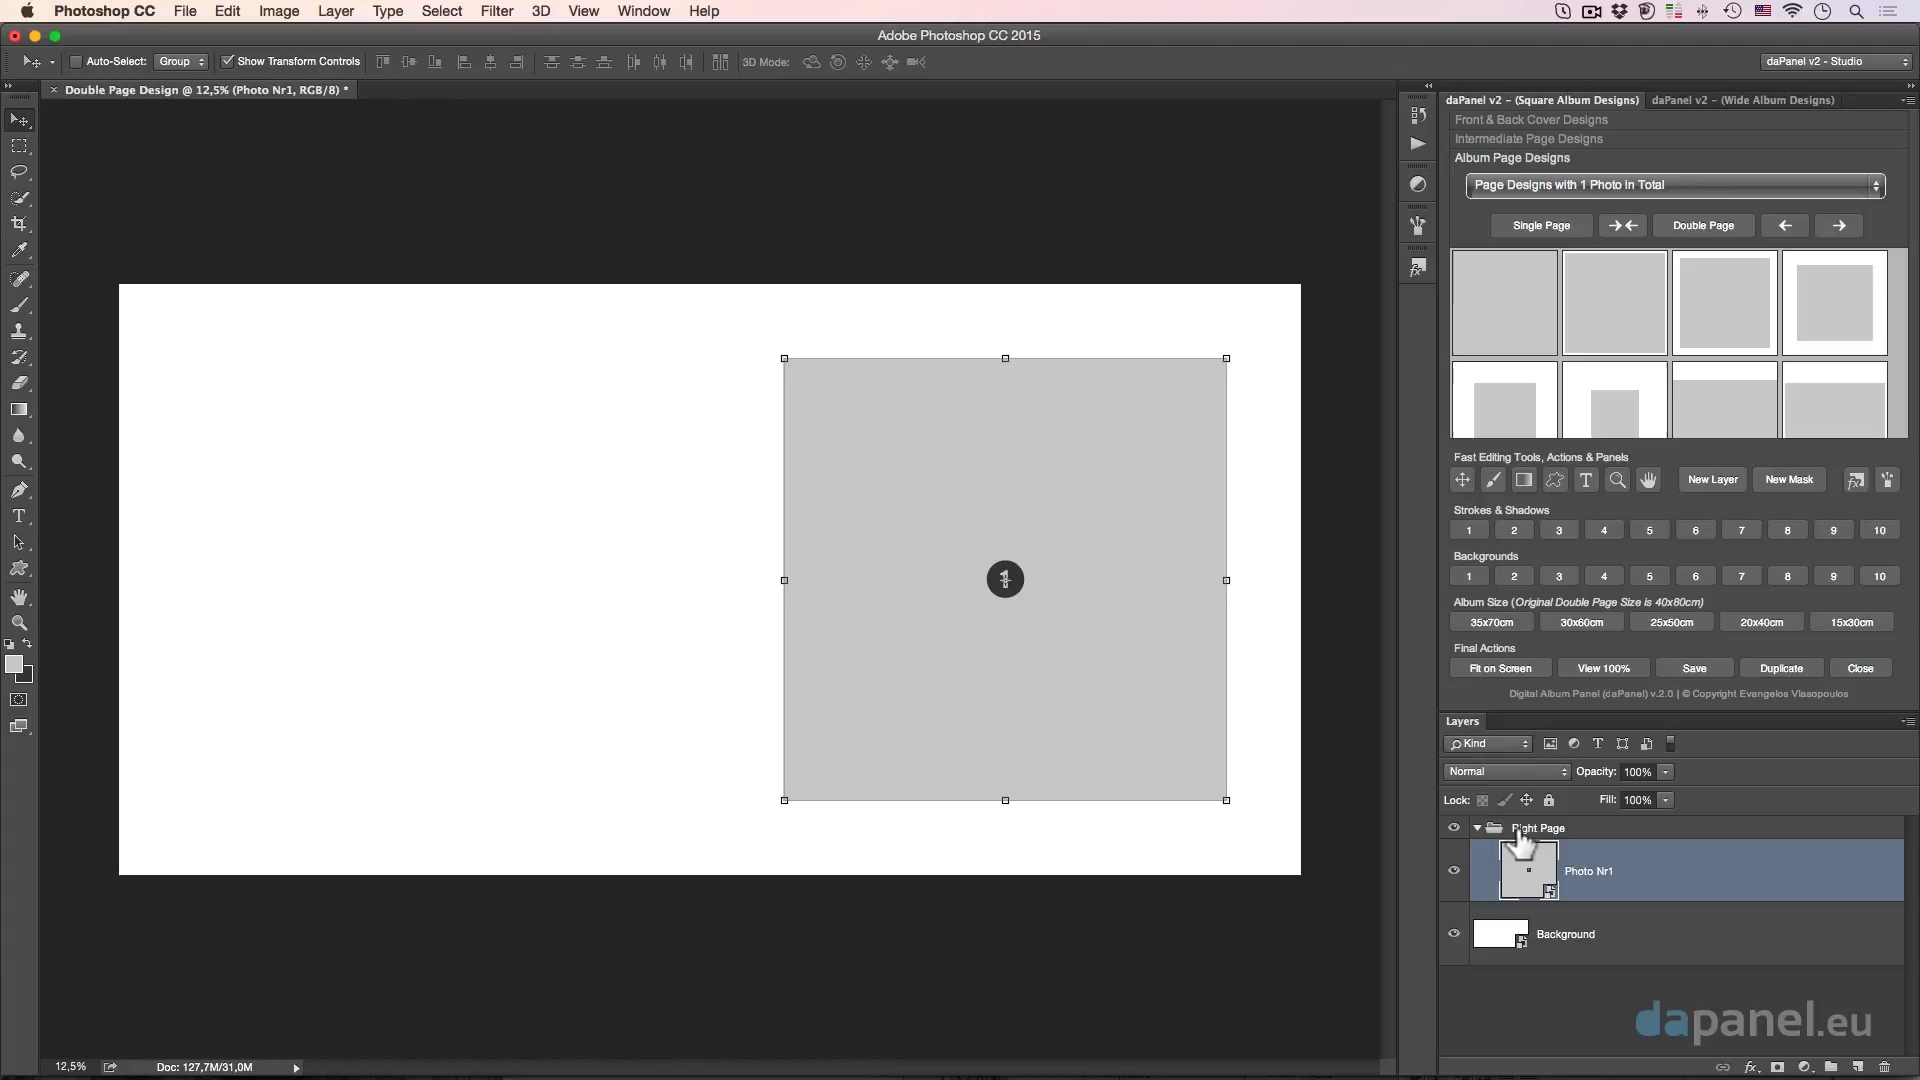 Photoshop CC File Edit Image Layer Type Select Filter 3D View Window Help
Adobe Photoshop CC 2015
Auto-Select: Group Show Transform Controls 3D Mode: daPanel v2 - Studio
Double Page Design @ 12,5% (Photo Nr1, RGB/8) *
daPanel v2 – (Square Album Designs) daPanel v2 – (Wide Album Designs)
Front & Back Cover Designs
Intermediate Page Designs
Album Page Designs
Page Designs with 1 Photo in Total
Single Page Double Page
Fast Editing Tools, Actions & Panels
T New Layer New Mask fx
Strokes & Shadows
1 2 3 4 5 6 7 8 9 10
Backgrounds
1 2 3 4 5 6 7 8 9 10
Album Size (Original Double Page Size is 40x80cm)
35x70cm 30x60cm 25x50cm 20x40cm 15x30cm
Final Actions
Fit on Screen View 100% Save Duplicate Close
Digital Album Panel (daPanel) v.2.0 | © Copyright Evangelos Vlasopoulos
Layers
Kind T
Normal Opacity: 100%
Lock: Fill: 100%
Right Page
Photo Nr1
Background
1
dapanel.eu
12,5% Doc: 127,7M/31,0M fx